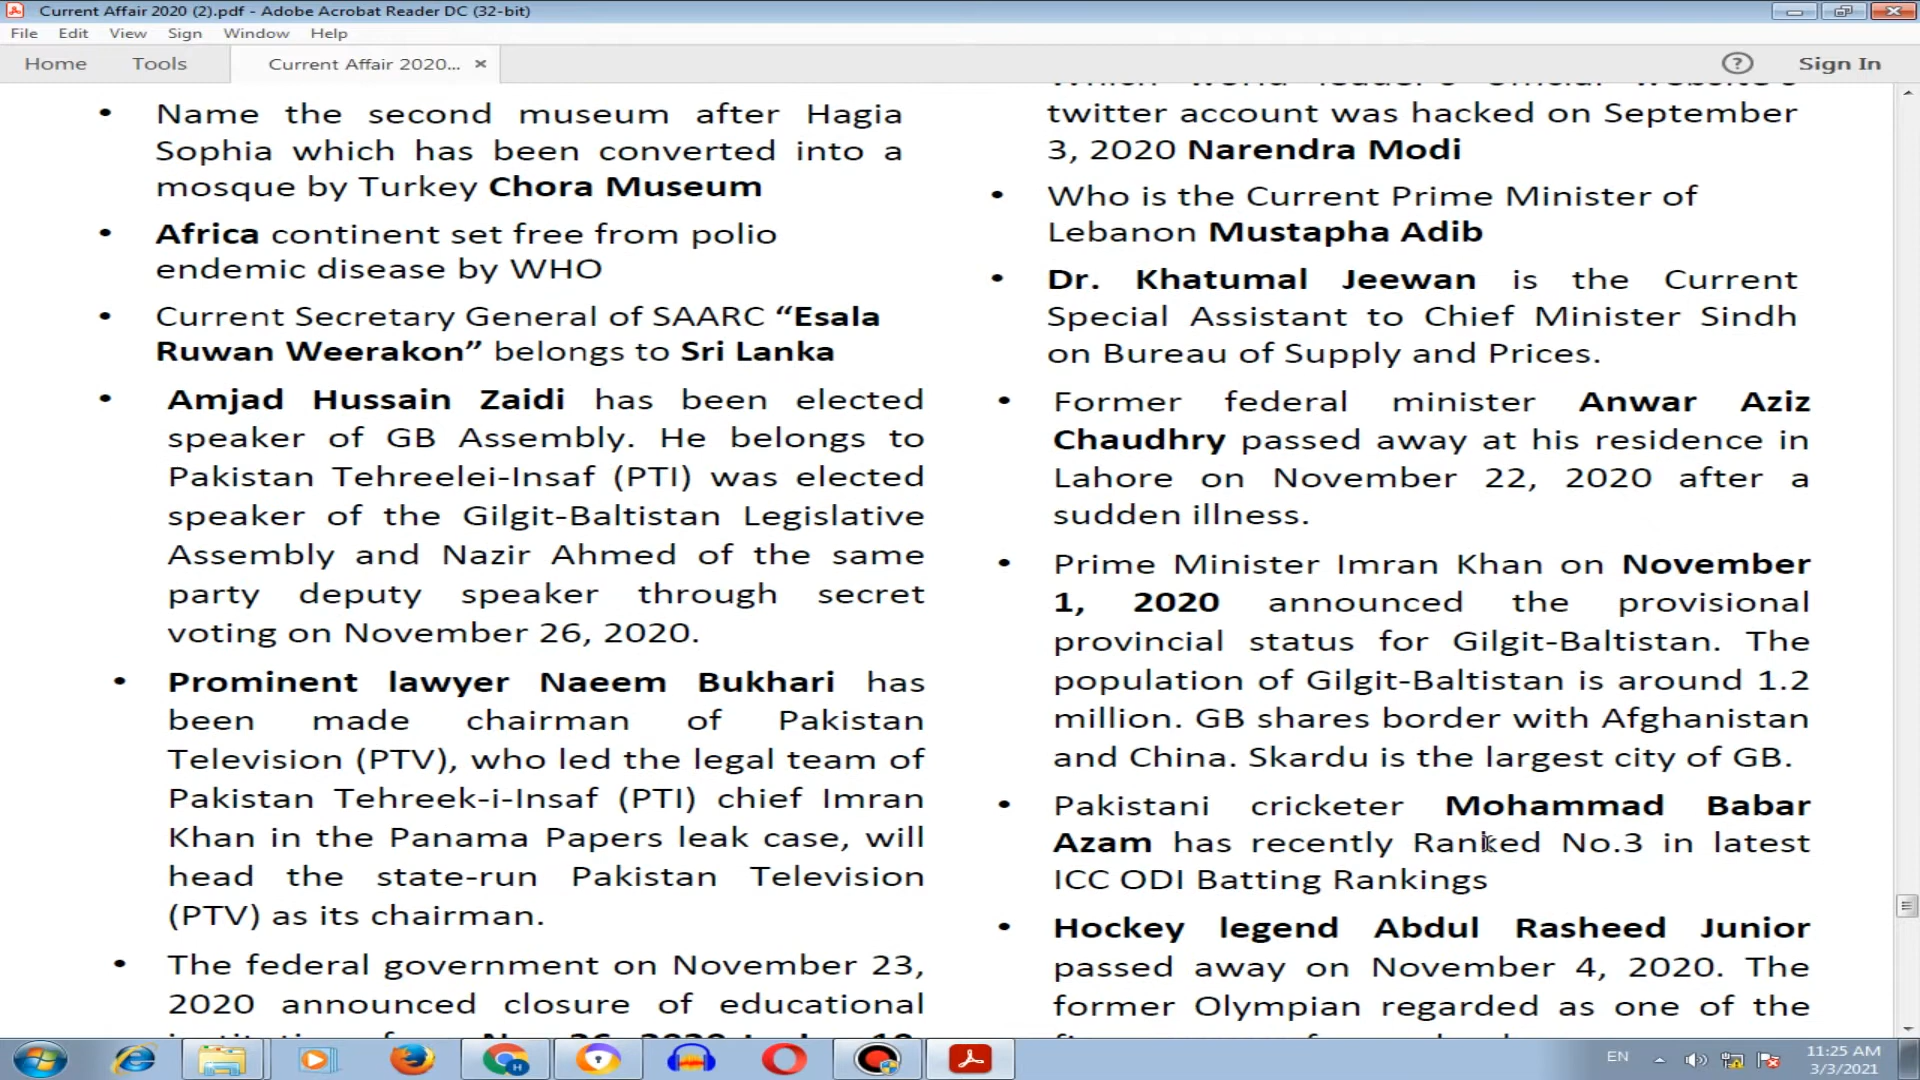 Current Affair 2020 (2).pdf - Adobe Acrobat Reader DC (32-bit)
File Edit View Sign Window Help
Home Tools Current Affair 2020... × ? Sign In
• Name the second museum after Hagia
Sophia which has been converted into a
mosque by Turkey Chora Museum
• Africa continent set free from polio
endemic disease by WHO
• Current Secretary General of SAARC “Esala
Ruwan Weerakon” belongs to Sri Lanka
• Amjad Hussain Zaidi has been elected
speaker of GB Assembly. He belongs to
Pakistan Tehreelei-Insaf (PTI) was elected
speaker of the Gilgit-Baltistan Legislative
Assembly and Nazir Ahmed of the same
party deputy speaker through secret
voting on November 26, 2020.
• Prominent lawyer Naeem Bukhari has
been made chairman of Pakistan
Television (PTV), who led the legal team of
Pakistan Tehreek-i-Insaf (PTI) chief Imran
Khan in the Panama Papers leak case, will
head the state-run Pakistan Television
(PTV) as its chairman.
• The federal government on November 23,
2020 announced closure of educational
twitter account was hacked on September
3, 2020 Narendra Modi
• Who is the Current Prime Minister of
Lebanon Mustapha Adib
• Dr. Khatumal Jeewan is the Current
Special Assistant to Chief Minister Sindh
on Bureau of Supply and Prices.
• Former federal minister Anwar Aziz
Chaudhry passed away at his residence in
Lahore on November 22, 2020 after a
sudden illness.
• Prime Minister Imran Khan on November
1, 2020 announced the provisional
provincial status for Gilgit-Baltistan. The
population of Gilgit-Baltistan is around 1.2
million. GB shares border with Afghanistan
and China. Skardu is the largest city of GB.
• Pakistani cricketer Mohammad Babar
Azam has recently Ranked No.3 in latest
ICC ODI Batting Rankings
• Hockey legend Abdul Rasheed Junior
passed away on November 4, 2020. The
former Olympian regarded as one of the
EN
11:25 AM
3/3/2021